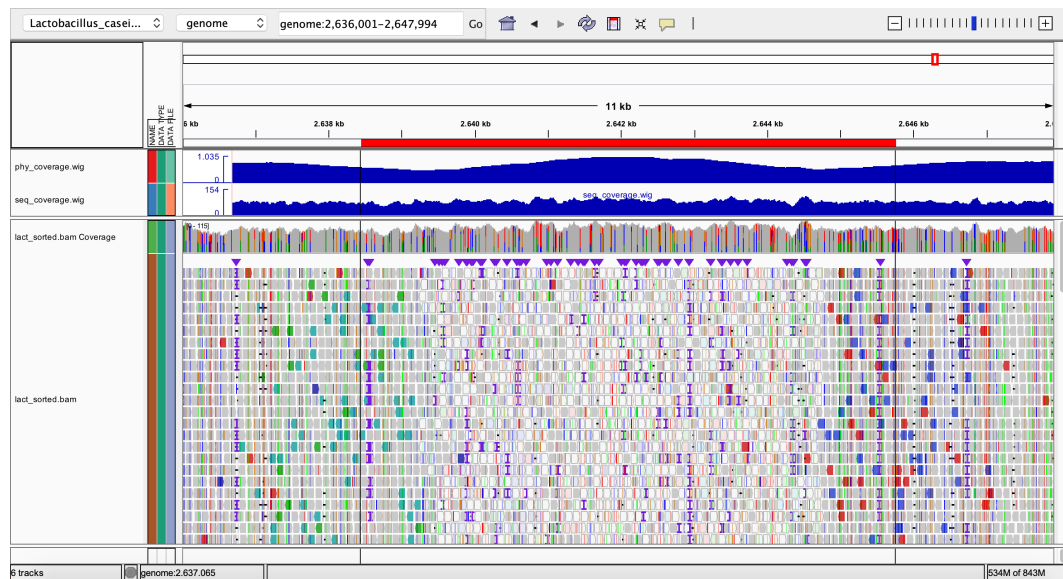 Lactobacillus_casei... genome genome:2,636,001-2,647,994 Go
NAME
DATA TYPE
DATA FILE
11 kb
6 kb 2.638 kb 2.640 kb 2.642 kb 2.644 kb 2.646 kb 2.
phy_coverage.wig
1.035
0
seq_coverage.wig
154
0
seq_coverage.wig
lact_sorted.bam Coverage
[0 - 115]
lact_sorted.bam
6 tracks genome:2.637.065 534M of 843M